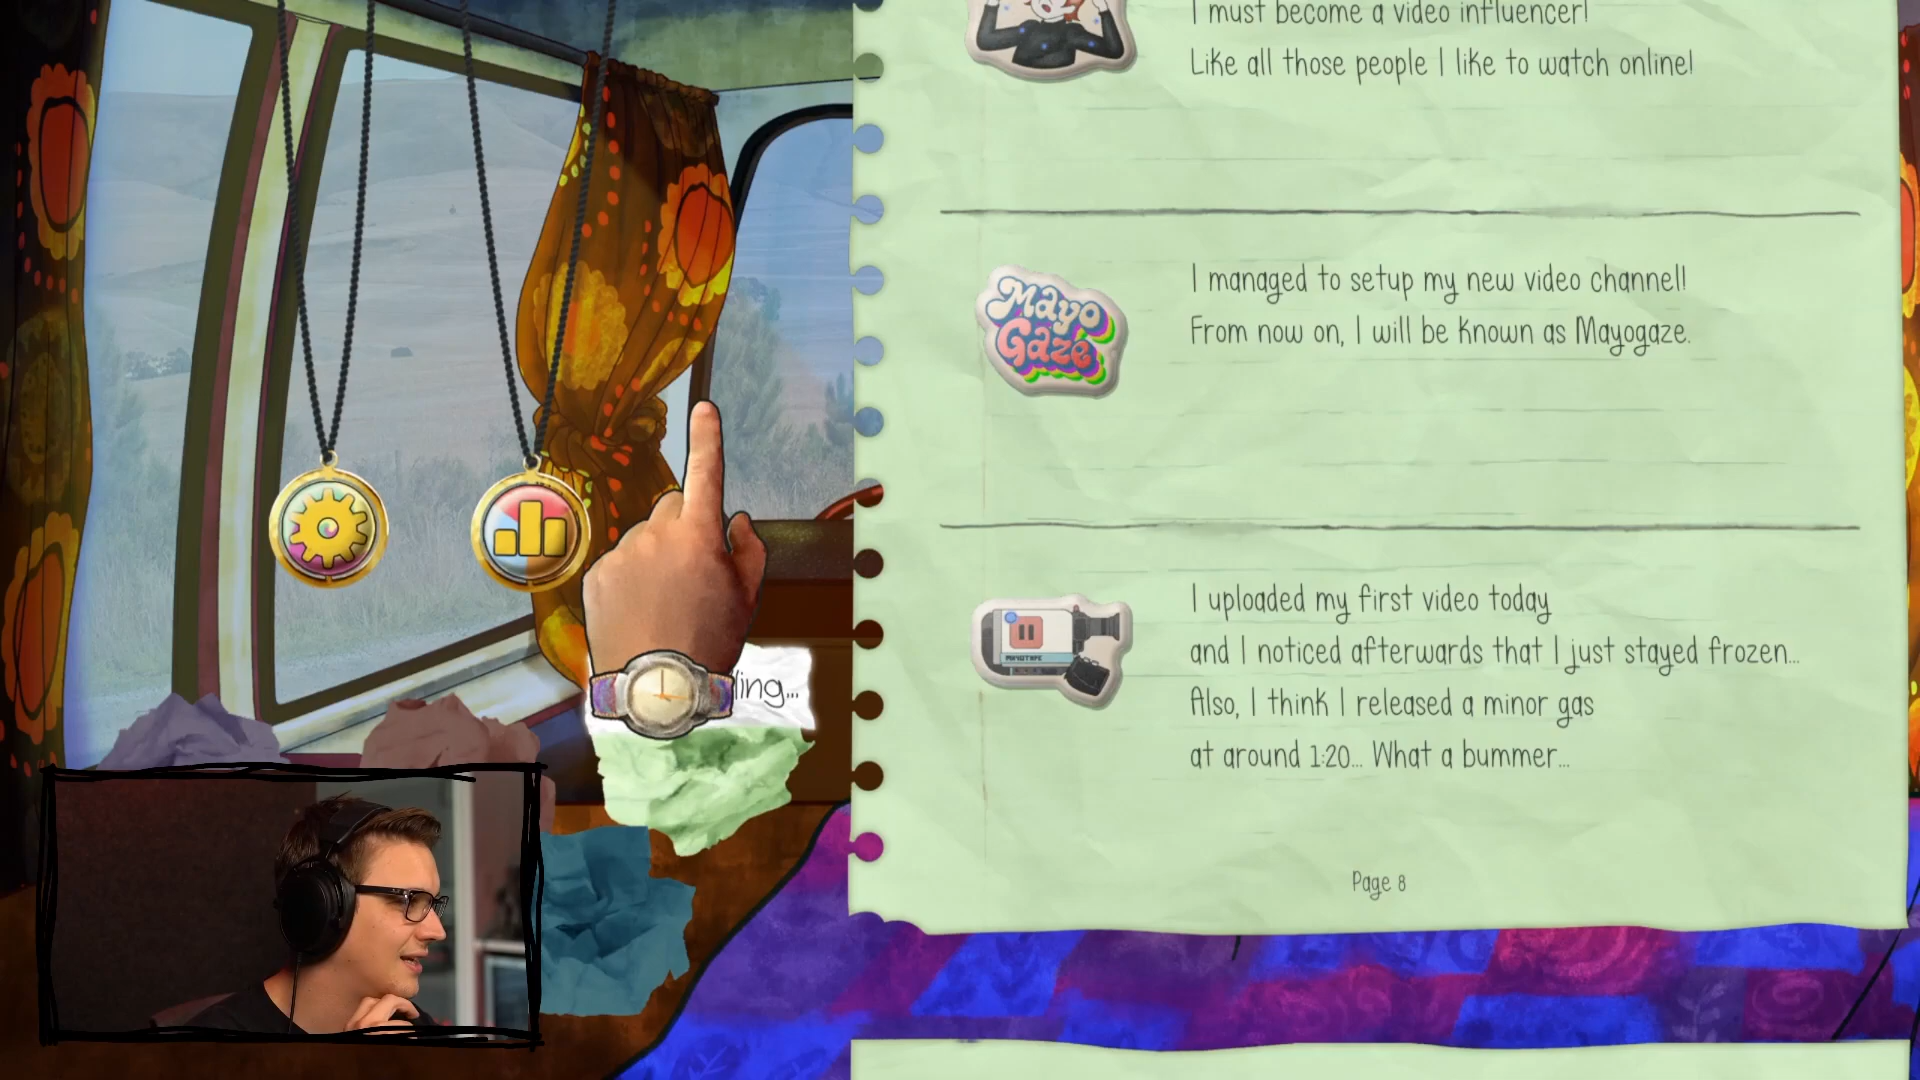 I must become a video influencer!
Like all those people I like to watch online!
Mayo
Gaze
I managed to setup my new video channel!
From now on, I will be known as Mayogaze.
I uploaded my first video today
and I noticed afterwards that I just stayed frozen...
Also, I think I released a minor gas
at around 1:20... What a bummer...
ling...
Page 8